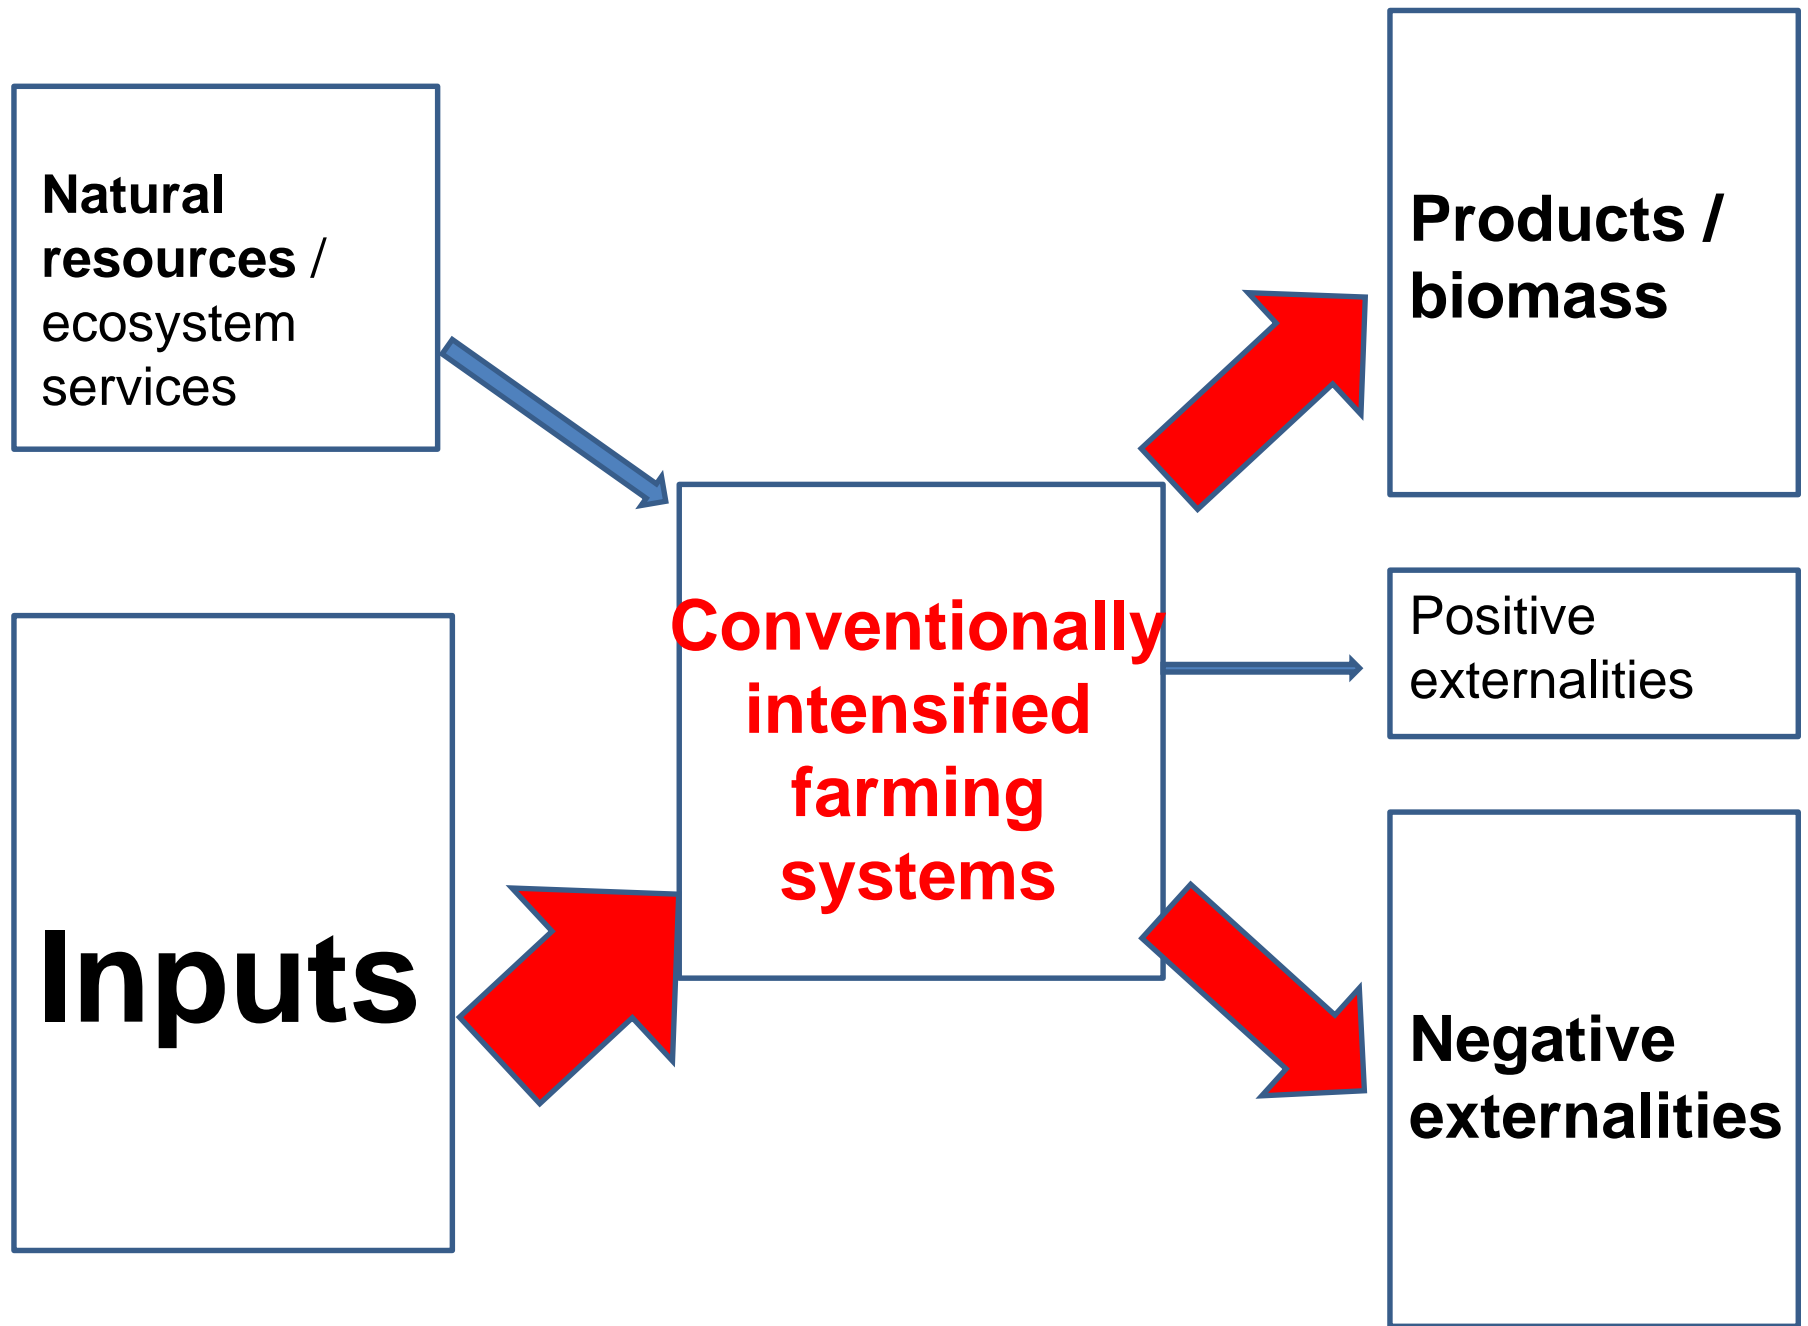 Natural
resources /
ecosystem
services
Inputs
Conventionally
intensified
farming
systems
Products /
biomass
Positive
externalities
Negative
externalities